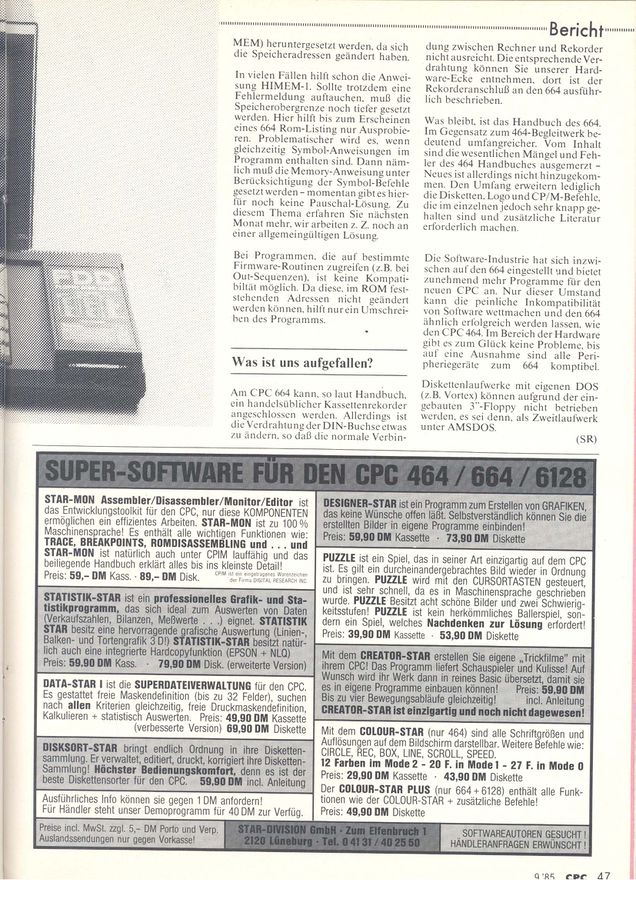 Bericht
MEM) heruntergesetzt werden, da sich
die Speicheradressen geändert haben.
In vielen Fällen hilft schon die Anwei-
sung HIMEM-1. Sollte trotzdem eine
Fehlermeldung auftauchen, muß die
Speicherobergrenze noch tiefer gesetzt
werden. Hier hilft bis zum Erscheinen
eines 664 Rom-Listing nur Ausprobie-
ren. Problematischer wird es, wenn
gleichzeitig Symbol-Anweisungen im
Programm enthalten sind. Dann näm-
lich muß die Memory-Anweisung unter
Berücksichtigung der Symbol-Befehle
gesetzt werden – momentan gibt es hier-
für noch keine Pauschal-Lösung. Zu
diesem Thema erfahren Sie nächsten
Monat mehr, wir arbeiten z. Z. noch an
einer allgemeingültigen Lösung.
Bei Programmen, die auf bestimmte
Firmware-Routinen zugreifen (z.B. bei
Out-Sequenzen), ist keine Kompati-
bilität möglich. Da diese, im ROM fest-
stehenden Adressen nicht geändert
werden können, hilft nur ein Umschrei-
ben des Programms.
Was ist uns aufgefallen?
Am CPC 664 kann, so laut Handbuch,
ein handelsüblicher Kassettenrekorder
angeschlossen werden. Allerdings ist
die Verdrahtung der DIN-Buchse etwas
zu ändern, so daß die normale Verbin-
dung zwischen Rechner und Rekorder
nicht ausreicht. Die entsprechende Ver-
drahtung können Sie unserer Hard-
ware-Ecke entnehmen, dort ist der
Rekorderanschluß an den 664 ausführ-
lich beschrieben.
Was bleibt, ist das Handbuch des 664.
Im Gegensatz zum 464-Begleitwerk be-
deutend umfangreicher. Vom Inhalt
sind die wesentlichen Mängel und Feh-
ler des 464 Handbuches ausgemerzt –
Neues ist allerdings nicht hinzugekom-
men. Den Umfang erweitern lediglich
die Disketten, Logo und CP/M-Befehle,
die im einzelnen jedoch sehr knapp ge-
halten sind und zusätzliche Literatur
erforderlich machen.
Die Software-Industrie hat sich inzwi-
schen auf den 664 eingestellt und bietet
zunehmend mehr Programme für den
neuen CPC an. Nur dieser Umstand
kann die peinliche Inkompatibilität
von Software wettmachen und den 664
ähnlich erfolgreich werden lassen, wie
den CPC 464. Im Bereich der Hardware
gibt es zum Glück keine Probleme, bis
auf eine Ausnahme sind alle Peri-
pheriegeräte zum 664 komptibel.
Diskettenlaufwerke mit eigenen DOS
(z.B. Vortex) können aufgrund der ein-
gebauten 3"-Floppy nicht betrieben
werden, es sei denn, als Zweitlaufwerk
unter AMSDOS.
(SR)
SUPER-SOFTWARE FÜR DEN CPC 464 / 664 / 6128
STAR-MON Assembler/Disassembler/Monitor/Editor ist
das Entwicklungstoolkit für den CPC, nur diese KOMPONENTEN
ermöglichen ein effizientes Arbeiten. STAR-MON ist zu 100 %
Maschinensprache! Es enthält alle wichtigen Funktionen wie:
TRACE, BREAKPOINTS, ROMDISASSEMBLING und . . . und
STAR-MON ist natürlich auch unter CPIM lauffähig und das
beiliegende Handbuch erklärt alles bis ins kleinste Detail!
Preis: 59,– DM Kass. · 89,– DM Disk.
CPIM ist ein eingetragenes Warenzeichen
der Firma DIGITAL RESEARCH INC.
STATISTIK-STAR ist ein professionelles Grafik- und Sta-
tistikprogramm, das sich ideal zum Auswerten von Daten
(Verkaufszahlen, Bilanzen, Meßwerte . . .) eignet. STATISTIK
STAR besitz eine hervorragende grafische Auswertung (Linien-,
Balken- und Tortengrafik 3 D!) STATISTIK-STAR besitzt natür-
lich auch eine integrierte Hardcopyfunktion (EPSON + NLQ)
Preis: 59.90 DM Kass. · 79,90 DM Disk. (erweiterte Version)
DATA-STAR I ist die SUPERDATEIVERWALTUNG für den CPC.
Es gestattet freie Maskendefinition (bis zu 32 Felder), suchen
nach allen Kriterien gleichzeitig, freie Druckmaskendefinition,
Kalkulieren + statistisch Auswerten. Preis: 49,90 DM Kassette
(verbesserte Version) 69,90 DM Diskette
DISKSORT-STAR bringt endlich Ordnung in ihre Disketten-
sammlung. Er verwaltet, editiert, druckt, korrigiert ihre Disketten-
Sammlung! Höchster Bedienungskomfort, denn es ist der
beste Diskettensorter für den CPC. 59.90 DM incl. Anleitung
Ausführliches Info können sie gegen 1 DM anfordern!
Für Händler steht unser Demoprogramm für 40 DM zur Verfüg.
DESIGNER-STAR ist ein Programm zum Erstellen von GRAFIKEN,
das keine Wünsche offen läßt. Selbstverständlich können Sie die
erstellten Bilder in eigene Programme einbinden!
Preis: 59,90 DM Kassette · 73,90 DM Diskette
PUZZLE ist ein Spiel, das in seiner Art einzigartig auf dem CPC
ist. Es gilt ein durcheinandergebrachtes Bild wieder in Ordnung
zu bringen. PUZZLE wird mit den CURSORTASTEN gesteuert,
und ist sehr schnell, da es in Maschinensprache geschrieben
wurde. PUZZLE Besitzt acht schöne Bilder und zwei Schwierig-
keitsstufen! PUZZLE ist kein herkömmliches Ballerspiel, son-
dern ein Spiel, welches Nachdenken zur Lösung erfordert!
Preis: 39,90 DM Kassette · 53,90 DM Diskette
Mit dem CREATOR-STAR erstellen Sie eigene „Trickfilme" mit
ihrem CPC! Das Programm liefert Schauspieler und Kulisse! Auf
Wunsch wird ihr Werk dann in reines Basic übersetzt, damit sie
es in eigene Programme einbauen können! Preis: 59,90 DM
Bis zu vier Bewegungsabläufe gleichzeitig! incl. Anleitung
CREATOR-STAR ist einzigartig und noch nicht dagewesen!
Mit dem COLOUR-STAR (nur 464) sind alle Schriftgrößen und
Auflösungen auf dem Bildschirm darstellbar. Weitere Befehle wie:
CIRCLE, REC, BOX, LINE, SCROLL, SPEED.
12 Farben im Mode 2 - 20 F. in Mode 1 - 27 F. in Mode 0
Preis: 29,90 DM Kassette · 43,90 DM Diskette
Der COLOUR-STAR PLUS (nur 664 + 6128) enthält alle Funk-
tionen wie der COLOUR-STAR + zusätzliche Befehle!
Preis: 49,90 DM Diskette
Preise incl. MwSt. zzgl. 5,– DM Porto und Verp.
Auslandssendungen nur gegen Vorkasse!
STAR-DIVISION GmbH · Zum Elfenbruch 1
2120 Lüneburg · Tel. 0 41 31 / 40 25 50
SOFTWAREAUTOREN GESUCHT !
HÄNDLERANFRAGEN ERWÜNSCHT !
9'85 CPC 47